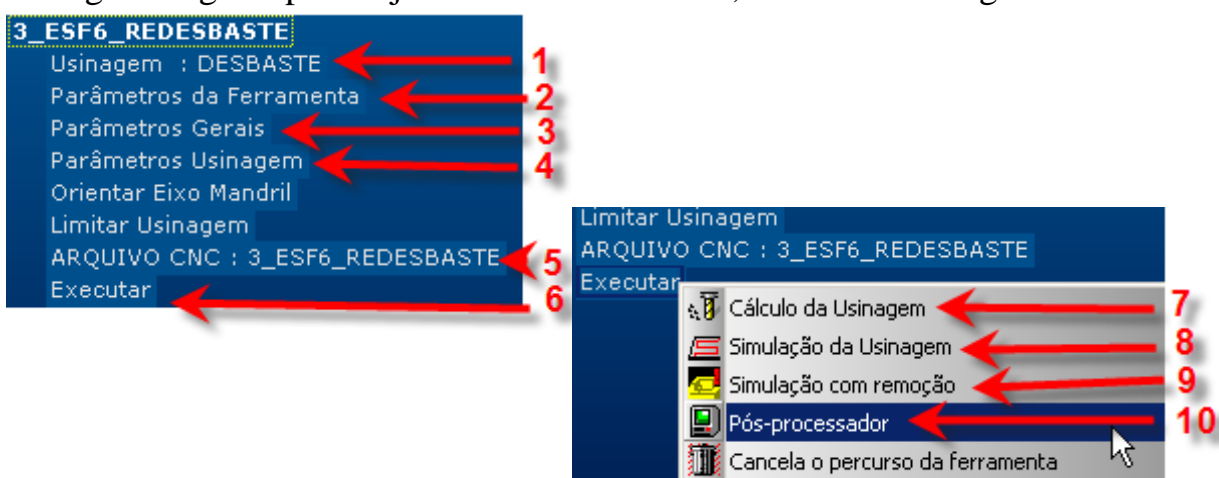 3_ESF6_REDESBASTE
Usinagem : DESBASTE 1
Parâmetros da Ferramenta 2
Parâmetros Gerais 3
Parâmetros Usinagem 4
Orientar Eixo Mandril
Limitar Usinagem
ARQUIVO CNC : 3_ESF6_REDESBASTE 5
Executar 6
Limitar Usinagem
ARQUIVO CNC : 3_ESF6_REDESBASTE
Executar
Cálculo da Usinagem 7
Simulação da Usinagem 8
Simulação com remoção 9
Pós-processador 10
Cancela o percurso da ferramenta